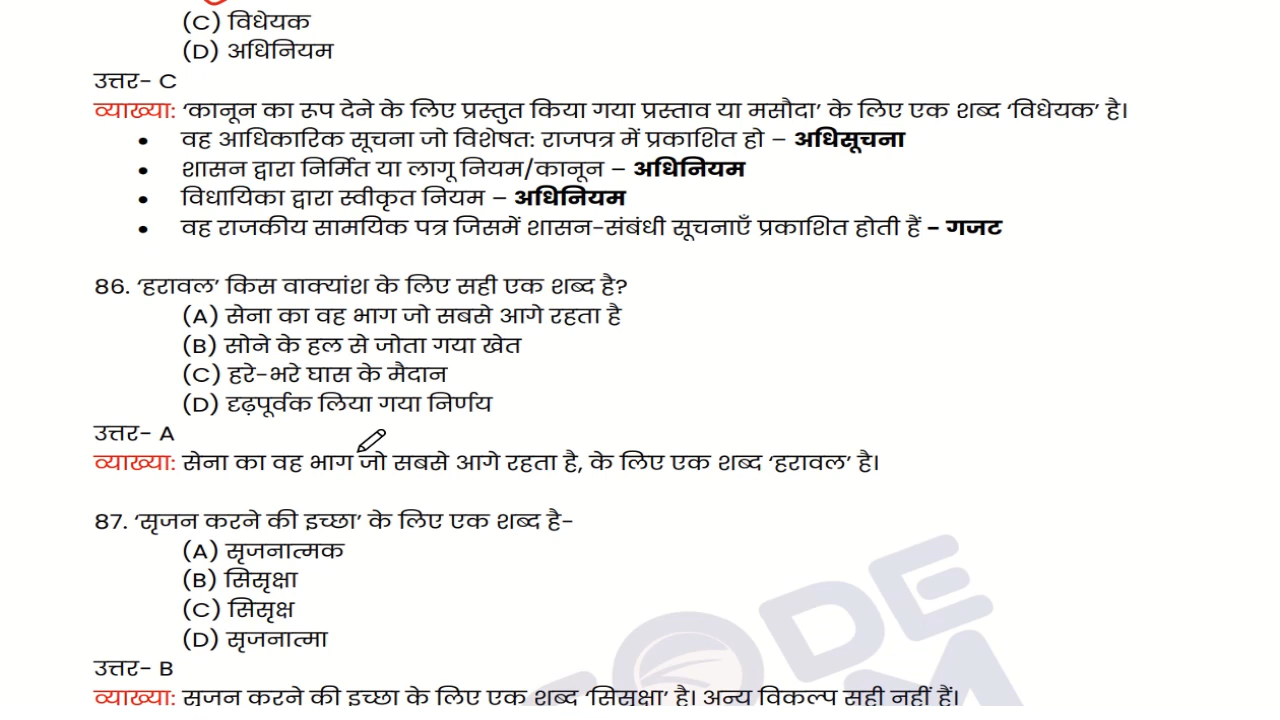 (C) विधेयक
(D) अधिनियम
उत्तर- C
व्याख्या: ‘कानून का रूप देने के लिए प्रस्तुत किया गया प्रस्ताव या मसौदा’ के लिए एक शब्द ‘विधेयक’ है।
• वह आधिकारिक सूचना जो विशेषत: राजपत्र में प्रकाशित हो – अधिसूचना
• शासन द्वारा निर्मित या लागू नियम/कानून – अधिनियम
• विधायिका द्वारा स्वीकृत नियम – अधिनियम
• वह राजकीय सामयिक पत्र जिसमें शासन-संबंधी सूचनाएँ प्रकाशित होती हैं - गजट
86. ‘हरावल’ किस वाक्यांश के लिए सही एक शब्द है?
(A) सेना का वह भाग जो सबसे आगे रहता है
(B) सोने के हल से जोता गया खेत
(C) हरे-भरे घास के मैदान
(D) दृढ़पूर्वक लिया गया निर्णय
उत्तर- A
व्याख्या: सेना का वह भाग जो सबसे आगे रहता है, के लिए एक शब्द ‘हरावल’ है।
87. ‘सृजन करने की इच्छा’ के लिए एक शब्द है-
(A) सृजनात्मक
(B) सिसृक्षा
(C) सिसृक्ष
(D) सृजनात्मा
उत्तर- B
व्याख्या: सृजन करने की इच्छा के लिए एक शब्द ‘सिसृक्षा’ है। अन्य विकल्प सही नहीं हैं।